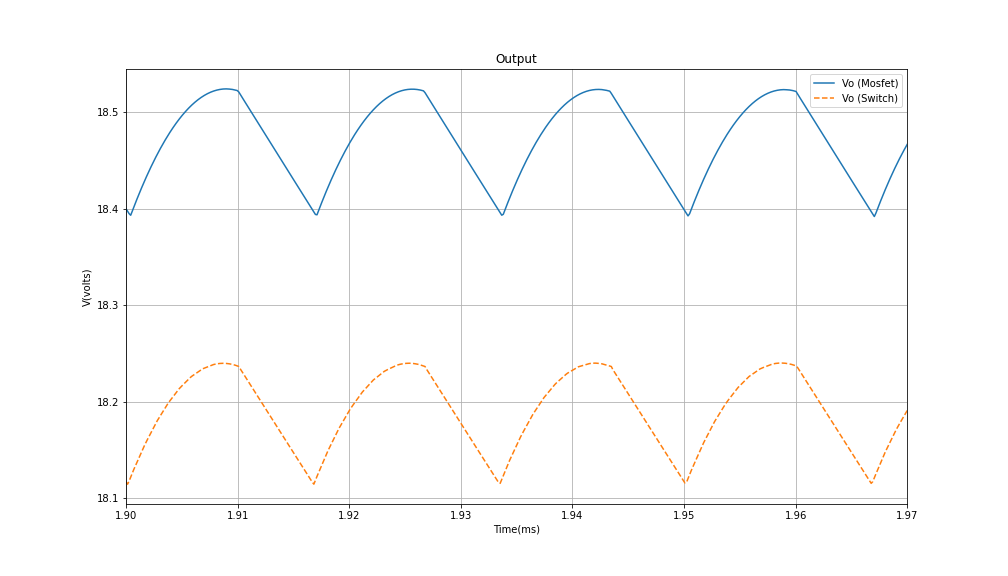 Output
Vo (Mosfet)
Vo (Switch)
18.5
18.4
18.3
18.2
18.1
V(volts)
1.90 1.91 1.92 1.93 1.94 1.95 1.96 1.97
Time(ms)